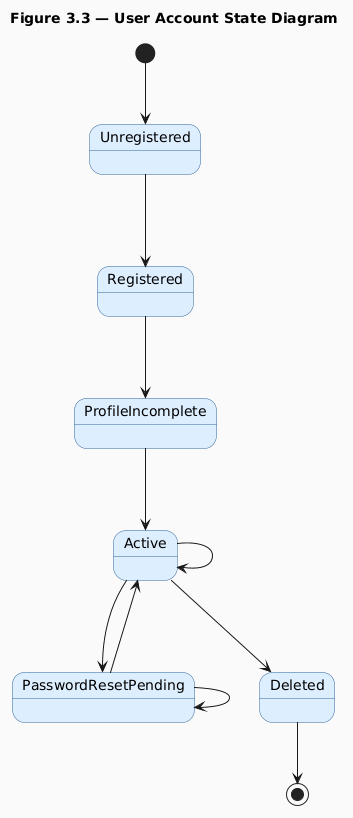 Figure 3.3 — User Account State Diagram
Unregistered
Registered
ProfileIncomplete
Active
PasswordResetPending
Deleted